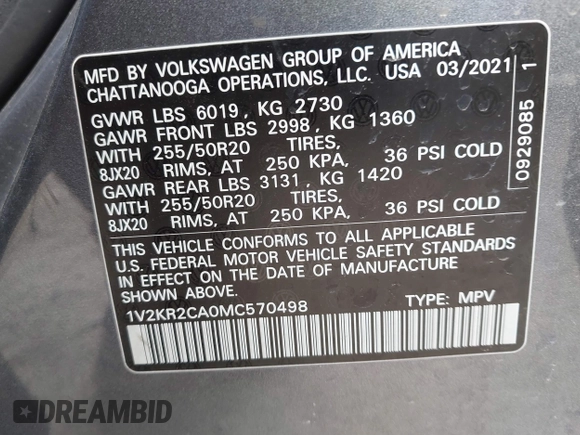 MFD BY VOLKSWAGEN GROUP OF AMERICA
CHATTANOOGA OPERATIONS, LLC. USA 03/2021
GVWR LBS 6019, KG 2730
GAWR FRONT LBS 2998, KG 1360
WITH 255/50R20 TIRES,
8JX20 RIMS, AT 250 KPA, 36 PSI COLD
GAWR REAR LBS 3131, KG 1420
WITH 255/50R20 TIRES,
8JX20 RIMS, AT 250 KPA, 36 PSI COLD
THIS VEHICLE CONFORMS TO ALL APPLICABLE
U.S. FEDERAL MOTOR VEHICLE SAFETY STANDARDS
IN EFFECT ON THE DATE OF MANUFACTURE
SHOWN ABOVE.
1V2KR2CA0MC570498 TYPE: MPV
0929085 1
DREAMBID